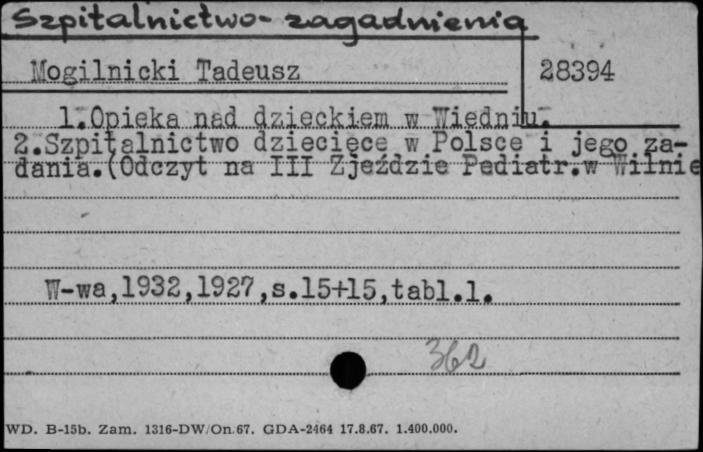 Szpitalnictwo - zagadnienia
Mogilnicki Tadeusz
28394
1.Opieka nad dzieckiem w Wiedniu.
2.Szpitalnictwo dziecięce w Polsce i jego za-
dania.(Odczyt na III Zjeździe Pediatr.w Wilnie
W-wa,1932,1927,s.15+15,tabl.1.
362
WD. B-15b. Zam. 1316-DW/On.67. GDA-2464 17.8.67. 1.400.000.